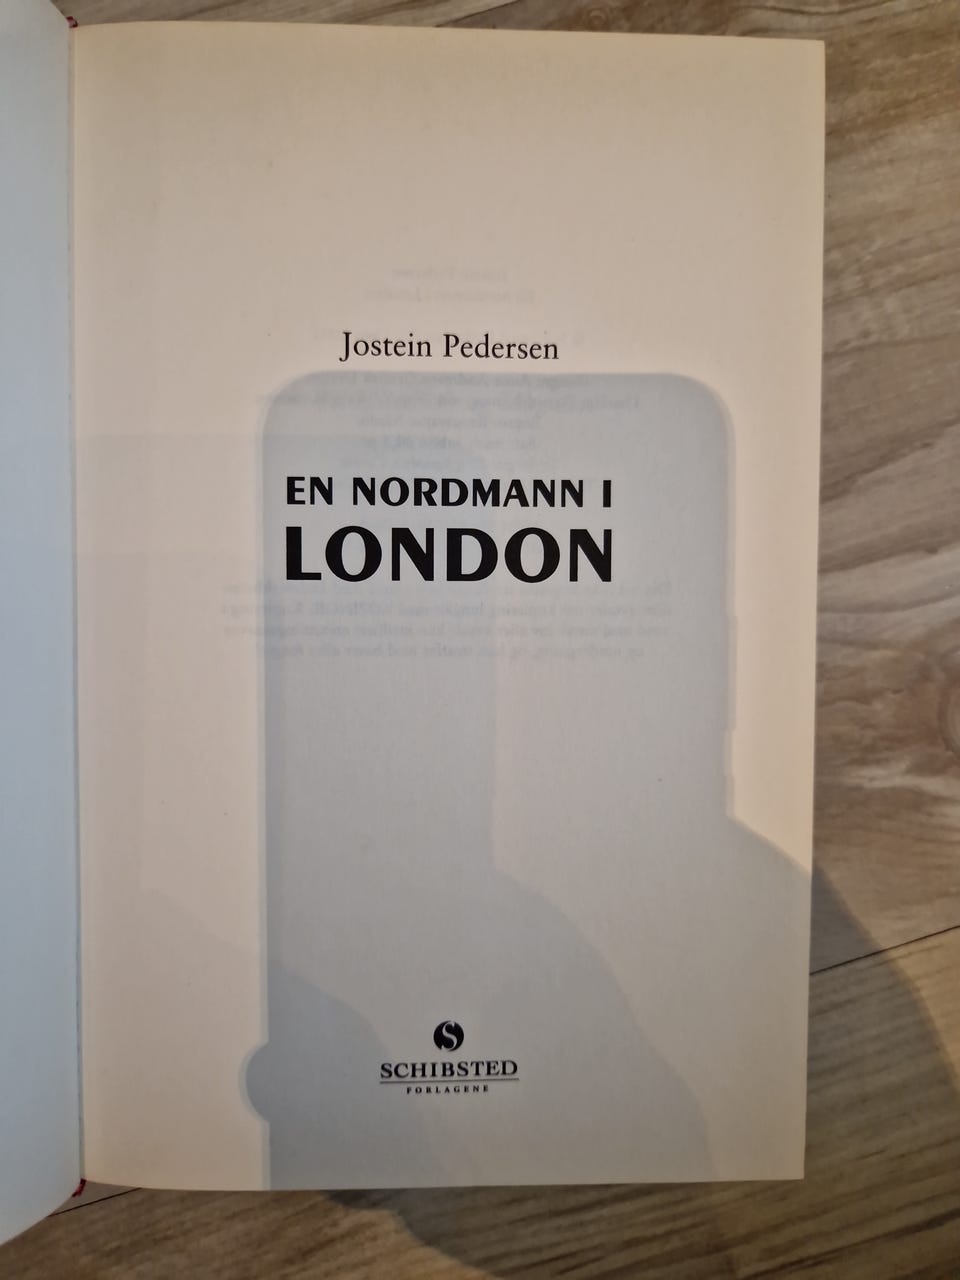 Jostein Pedersen
EN NORDMANN I
LONDON
S
SCHIBSTED
FORLAGENE